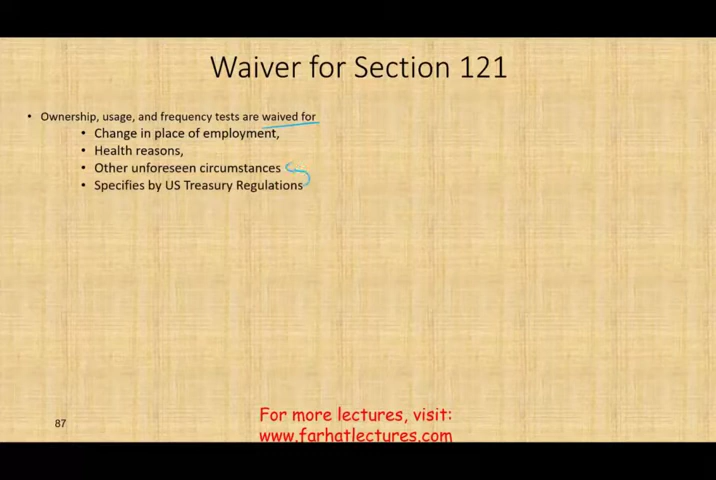 Waiver for Section 121
• Ownership, usage, and frequency tests are waived for
• Change in place of employment,
• Health reasons,
• Other unforeseen circumstances
• Specifies by US Treasury Regulations
87
For more lectures, visit:
www.farhatlectures.com